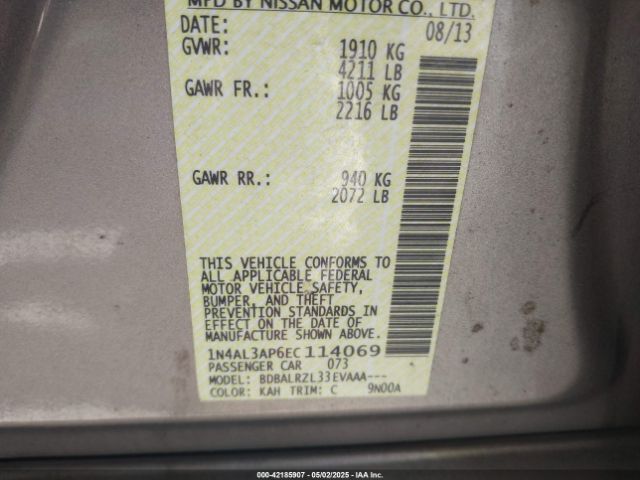 MFD BY NISSAN MOTOR CO., LTD.
DATE: 08/13
GVWR: 1910 KG
4211 LB
GAWR FR.: 1005 KG
2216 LB
GAWR RR.: 940 KG
2072 LB
THIS VEHICLE CONFORMS TO
ALL APPLICABLE FEDERAL
MOTOR VEHICLE SAFETY,
BUMPER, AND THEFT
PREVENTION STANDARDS IN
EFFECT ON THE DATE OF
MANUFACTURE SHOWN ABOVE.
1N4AL3AP6EC114069
PASSENGER CAR 073
MODEL: BDBALRZL33EVAAA---
COLOR: KAH TRIM: C 9N00A
000-42185907 - 05/02/2025 - IAA Inc.